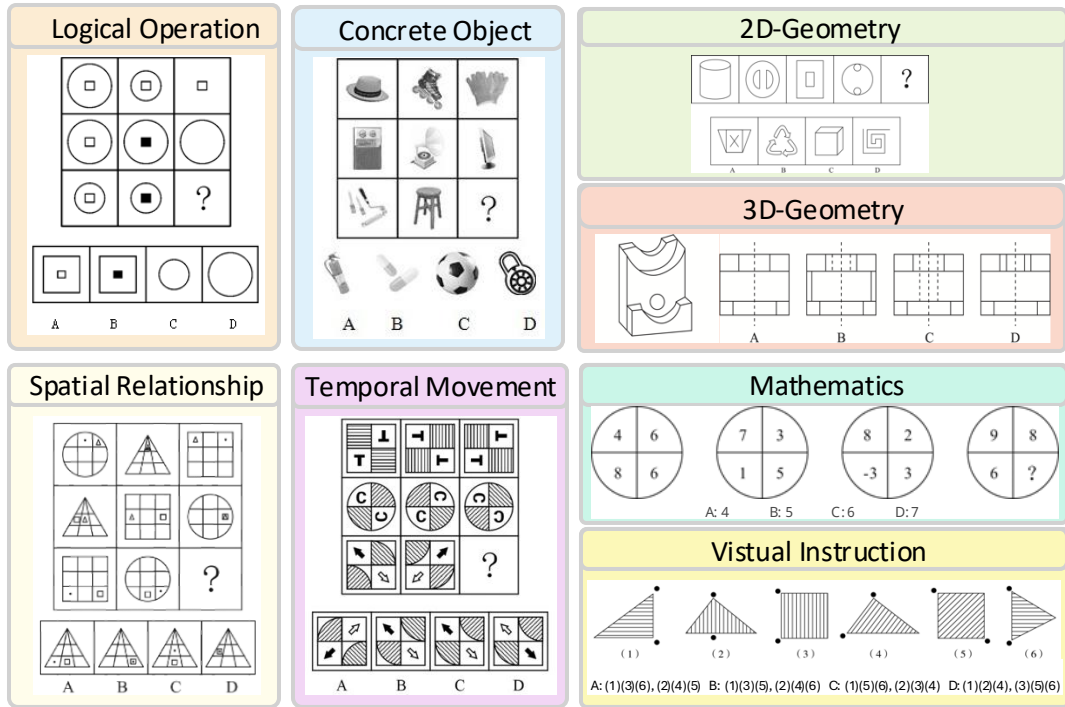 Logical Operation
?
A B C D
Concrete Object
?
A B C D
2D-Geometry
?
A B C D
3D-Geometry
A B C D
Spatial Relationship
?
A B C D
Temporal Movement
T T T
T T T
C C C
C C C
?
A B C D
Mathematics
4 6 7 3 8 2 9 8
8 6 1 5 -3 3 6 ?
A: 4 B: 5 C: 6 D: 7
Vistual Instruction
(1) (2) (3) (4) (5) (6)
A: (1)(3)(6), (2)(4)(5) B: (1)(3)(5), (2)(4)(6) C: (1)(5)(6), (2)(3)(4) D: (1)(2)(4), (3)(5)(6)